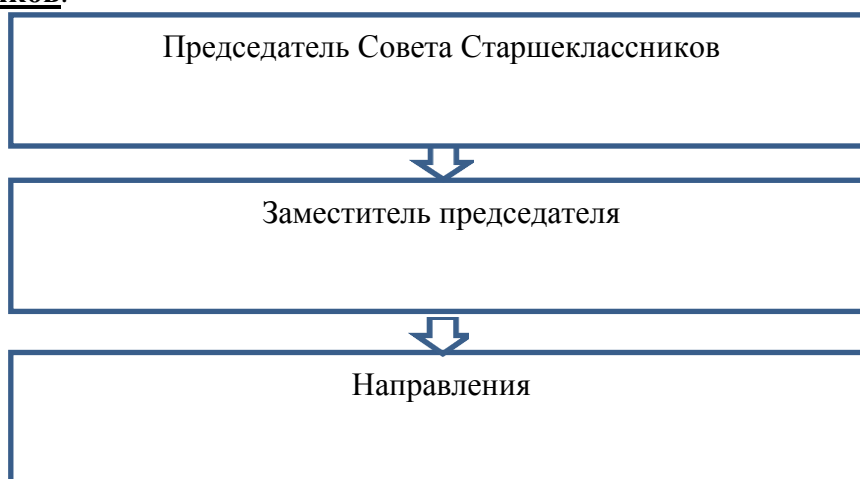 Председатель Совета Старшеклассников
Заместитель председателя
Направления